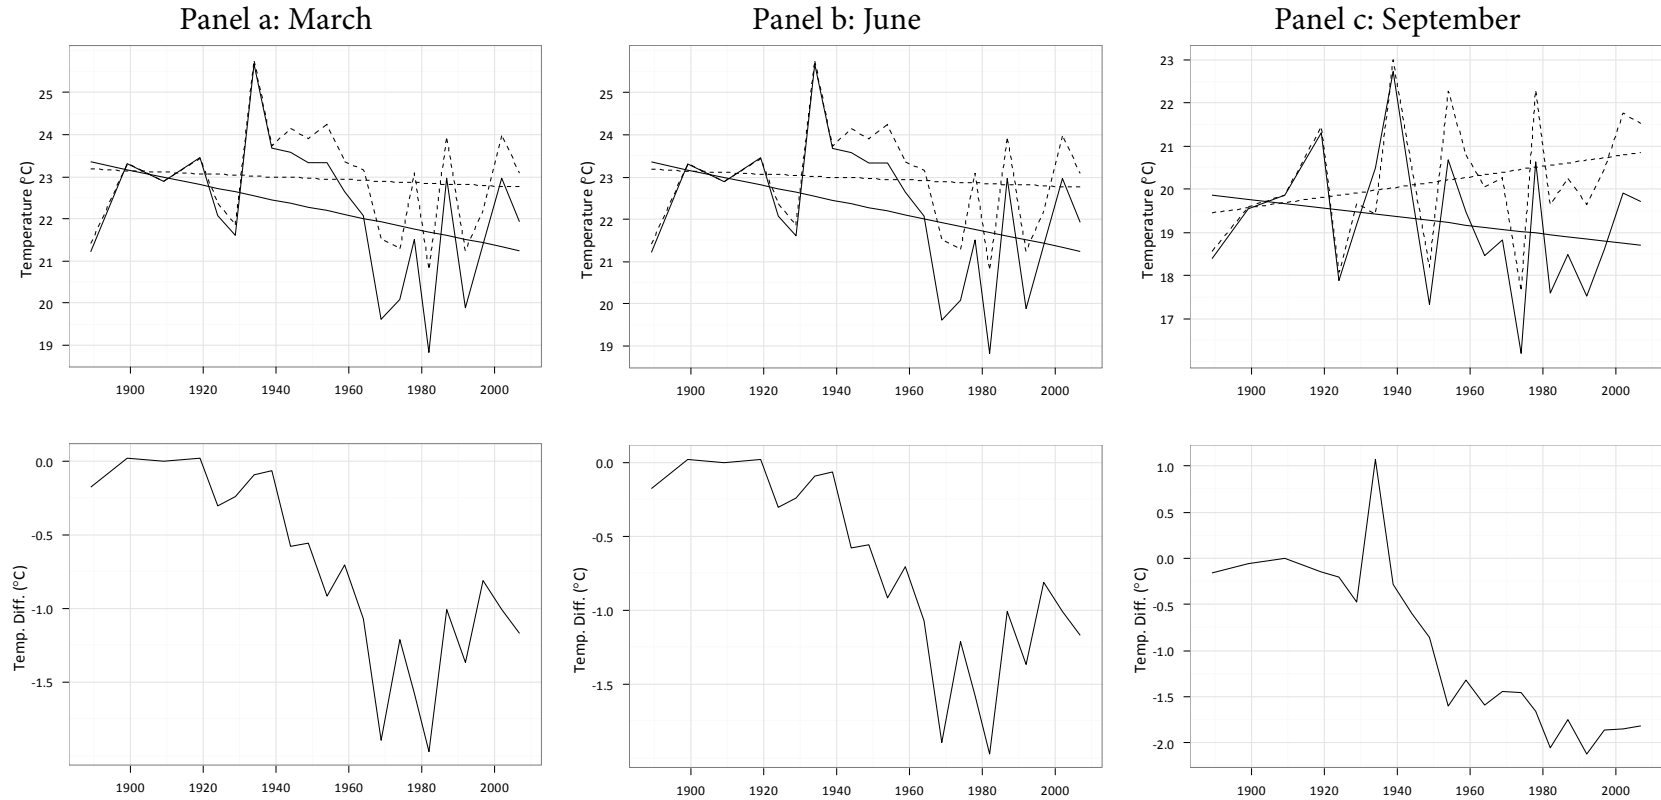 Panel a: March
Panel b: June
Panel c: September
Temperature (°C)
25
24
23
22
21
20
19
1900 1920 1940 1960 1980 2000
Temperature (°C)
25
24
23
22
21
20
19
1900 1920 1940 1960 1980 2000
Temperature (°C)
23
22
21
20
19
18
17
1900 1920 1940 1960 1980 2000
Temp. Diff. (°C)
0.0
-0.5
-1.0
-1.5
1900 1920 1940 1960 1980 2000
Temp. Diff. (°C)
0.0
-0.5
-1.0
-1.5
1900 1920 1940 1960 1980 2000
Temp. Diff. (°C)
1.0
0.5
0.0
-0.5
-1.0
-1.5
-2.0
1900 1920 1940 1960 1980 2000